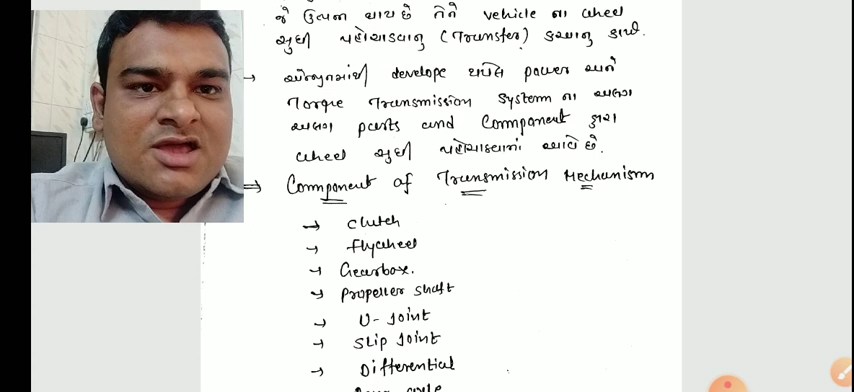 જે ઉત્પન્ન થાય છે તેને vehicle ના wheel
સુધી પહોંચાડવાનુ (Transfer) કરવાનુ કાર્ય.
→ એન્જીનમાંથી develope થયેલ power અને
Torque Transmission System ના અલગ
અલગ parts and Component દ્વારા
wheel સુધી પહોંચાડવામાં આવે છે.
⇒ Component of Transmission Mechanism
→ Clutch
→ flywheel
→ Gearbox.
→ Propeller shaft
→ U-Joint
→ Slip Joint
→ Differential